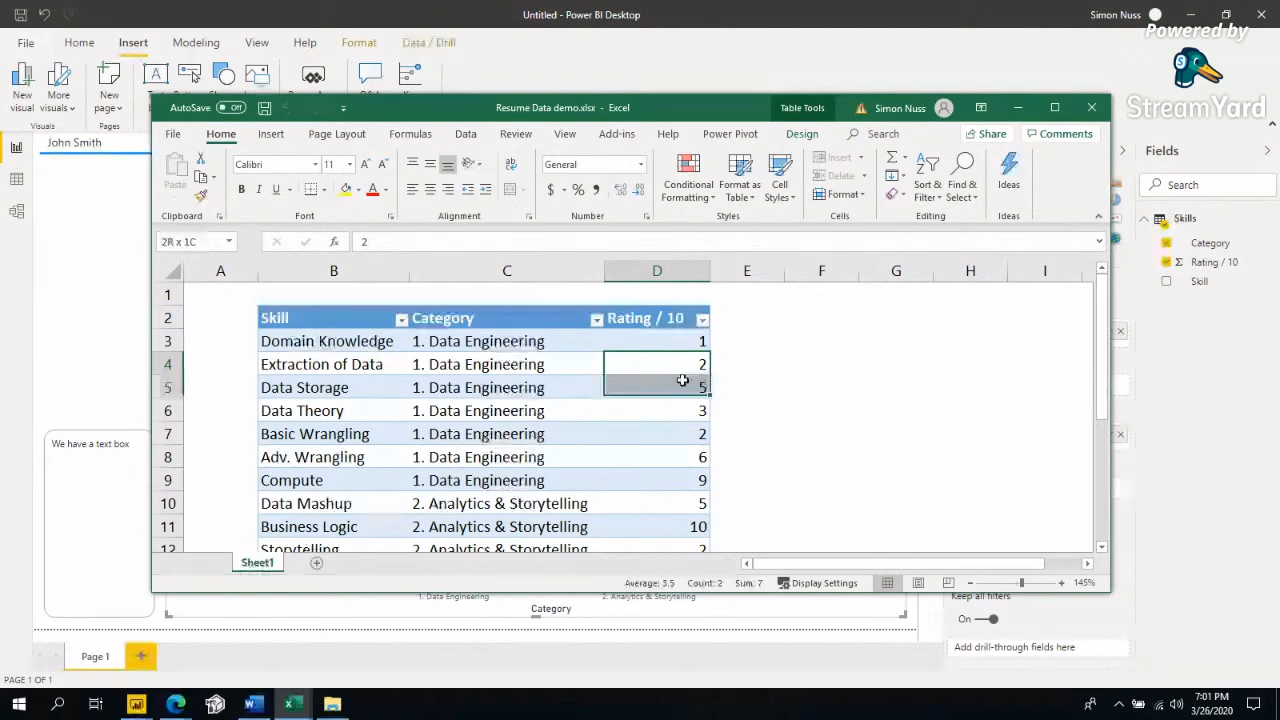 Untitled - Power BI Desktop
Simon Nuss
File Home Insert Modeling View Help Format Data / Drill
Powered by
StreamYard
New visual
More visuals
New page
Visuals
Pages
John Smith
We have a text box
AutoSave Off
Resume Data demo.xlsx - Excel
Table Tools
Simon Nuss
File Home Insert Page Layout Formulas Data Review View Add-ins Help Power Pivot Design Search Share Comments
Paste
Calibri 11
General
Conditional Formatting
Format as Table
Cell Styles
Insert
Delete
Format
Sort & Filter
Find & Select
Ideas
Clipboard Font Alignment Number Styles Cells Editing Ideas
2R x 1C fx 2
A B C D E F G H I
1
2 Skill Category Rating / 10
3 Domain Knowledge 1. Data Engineering 1
4 Extraction of Data 1. Data Engineering 2
5 Data Storage 1. Data Engineering 5
6 Data Theory 1. Data Engineering 3
7 Basic Wrangling 1. Data Engineering 2
8 Adv. Wrangling 1. Data Engineering 6
9 Compute 1. Data Engineering 9
10 Data Mashup 2. Analytics & Storytelling 5
11 Business Logic 2. Analytics & Storytelling 10
12 Storytelling 2. Analytics & Storytelling 2
Sheet1
Average: 3.5 Count: 2 Sum: 7 Display Settings 145%
Fields
Search
Skills
Category
Σ Rating / 10
Skill
1. Data Engineering 2. Analytics & Storytelling
Category
Keep all filters
On
Add drill-through fields here
Page 1
PAGE 1 OF 1
7:01 PM
3/26/2020